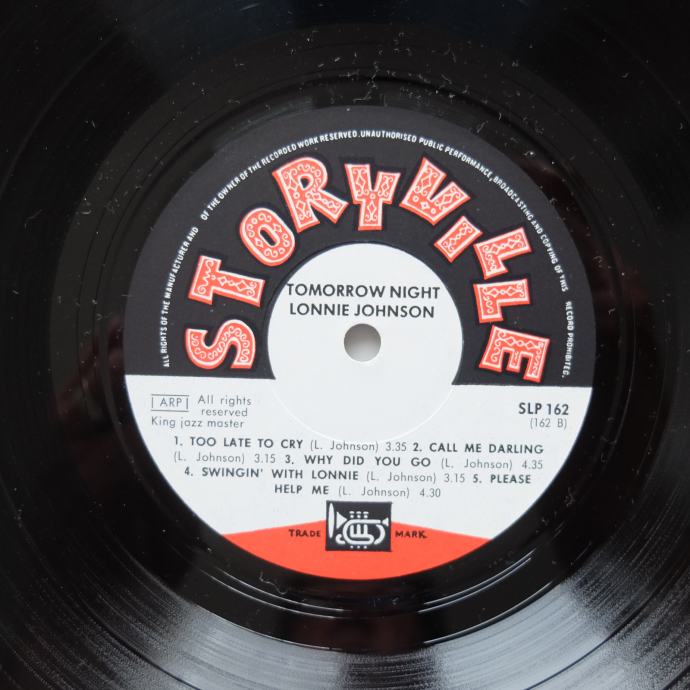 ALL RIGHTS OF THE MANUFACTURER AND OF THE OWNER OF THE RECORDED WORK RESERVED. UNAUTHORISED PUBLIC PERFORMANCE, BROADCASTING AND COPYING OF THIS RECORD PROHIBITED.
STORYVILLE
TOMORROW NIGHT
LONNIE JOHNSON
ARP All rights
reserved
King jazz master
SLP 162
(162 B)
1. TOO LATE TO CRY (L. Johnson) 3.35 2. CALL ME DARLING
(L. Johnson) 3.15 3. WHY DID YOU GO (L. Johnson) 4.35
4. SWINGIN' WITH LONNIE (L. Johnson) 3.15 5. PLEASE
HELP ME (L. Johnson) 4.30
TRADE MARK